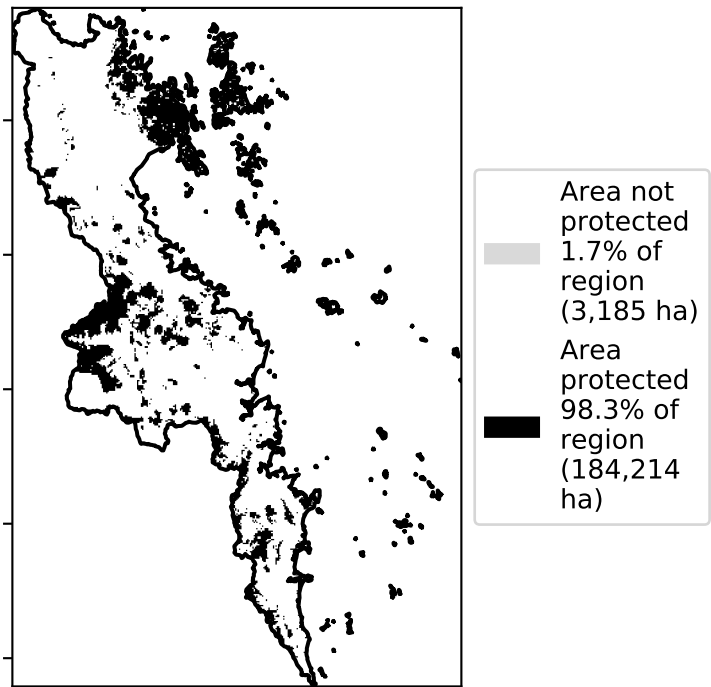 Area not
protected
1.7% of
region
(3,185 ha)
Area
protected
98.3% of
region
(184,214
ha)